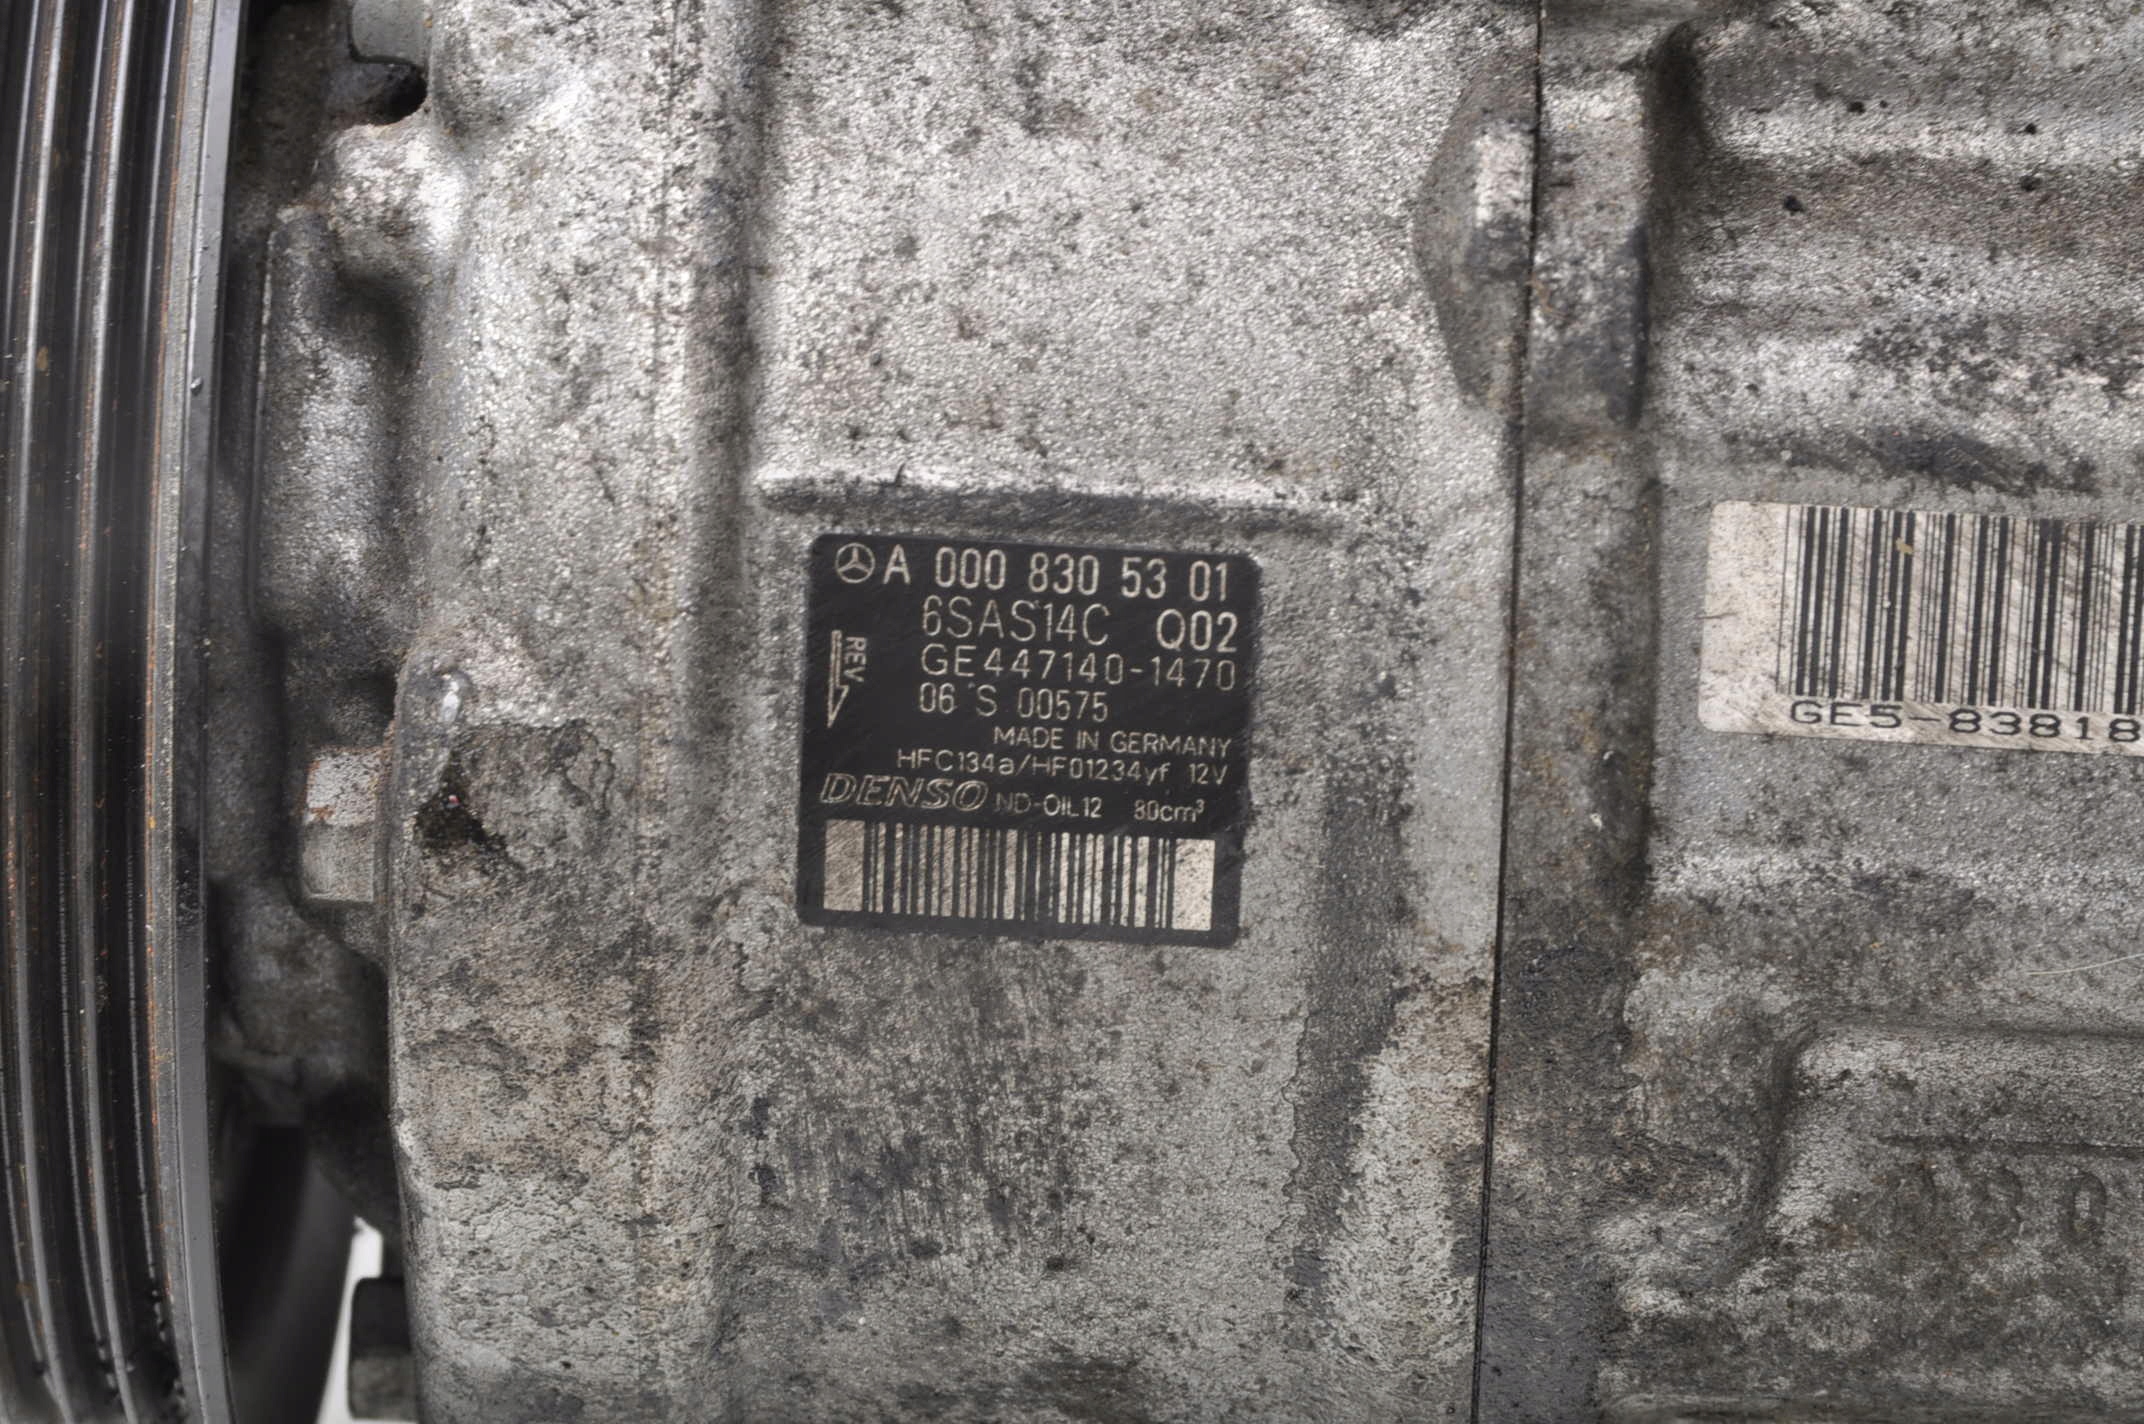 A 000 830 53 01
6SAS14C Q02
REV
GE447140-1470
06 S 00575
MADE IN GERMANY
HFC134a/HFO1234yf 12V
DENSO ND-OIL12 80cm³
GE5-83818